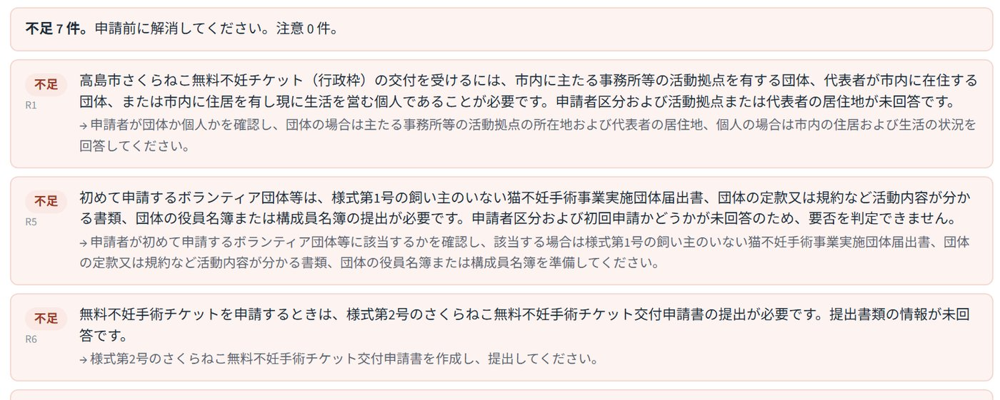 不足 7 件。申請前に解消してください。注意 0 件。
不足
R1
高島市さくらねこ無料不妊チケット（行政枠）の交付を受けるには、市内に主たる事務所等の活動拠点を有する団体、代表者が市内に在住する
団体、または市内に住居を有し現に生活を営む個人であることが必要です。申請者区分および活動拠点または代表者の居住地が未回答です。
→ 申請者が団体か個人かを確認し、団体の場合は主たる事務所等の活動拠点の所在地および代表者の居住地、個人の場合は市内の住居および生活の状況を
回答してください。
不足
R5
初めて申請するボランティア団体等は、様式第1号の飼い主のいない猫不妊手術事業実施団体届出書、団体の定款又は規約など活動内容が分か
る書類、団体の役員名簿または構成員名簿の提出が必要です。申請者区分および初回申請かどうかが未回答のため、要否を判定できません。
→ 申請者が初めて申請するボランティア団体等に該当するかを確認し、該当する場合は様式第1号の飼い主のいない猫不妊手術事業実施団体届出書、団体
の定款又は規約など活動内容が分かる書類、団体の役員名簿または構成員名簿を準備してください。
不足
R6
無料不妊手術チケットを申請するときは、様式第2号のさくらねこ無料不妊手術チケット交付申請書の提出が必要です。提出書類の情報が未回
答です。
→ 様式第2号のさくらねこ無料不妊手術チケット交付申請書を作成し、提出してください。